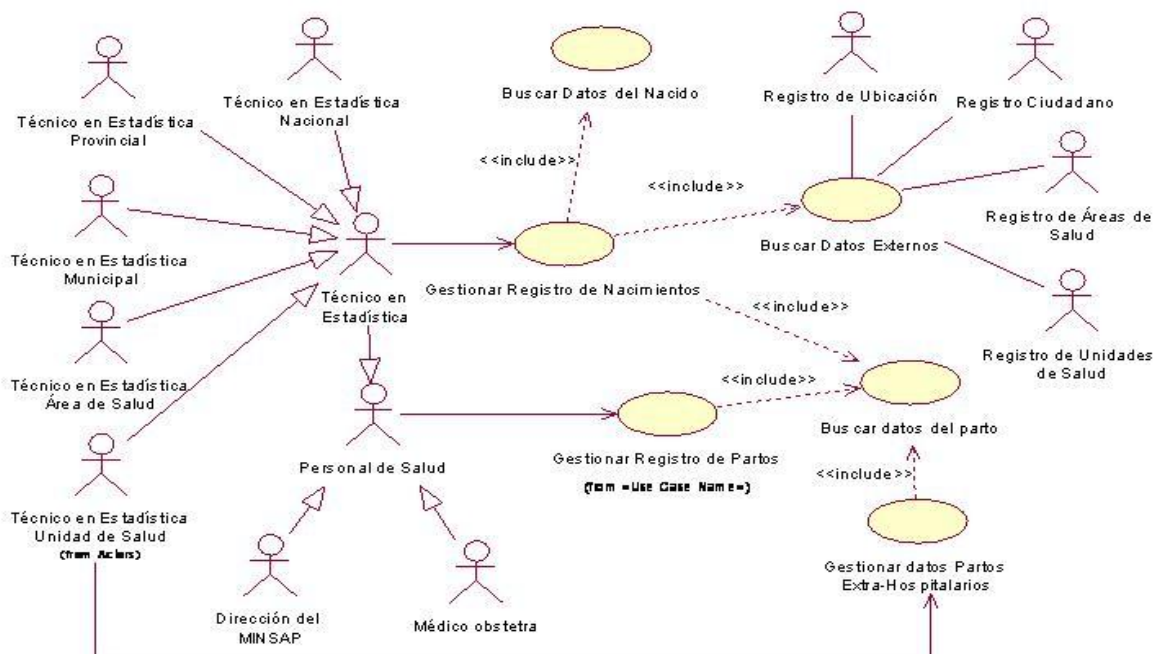 Técnico en Estadística
Provincial
Técnico en Estadística
Nacional
Buscar Datos del Nacido
Registro de Ubicación
Registro Ciudadano
<<include>>
<<include>>
Técnico en Estadística
Municipal
Registro de Áreas de
Salud
Buscar Datos Externos
Gestionar Registro de Nacimientos
Técnico en
Estadística
<<include>>
Técnico en Estadística
Área de Salud
Registro de Unidades
de Salud
<<include>>
Buscar datos del parto
Personal de Salud
Gestionar Registro de Partos
(from «Use Case Name»)
<<include>>
Técnico en Estadística
Unidad de Salud
(from Actors)
Gestionar datos Partos
Extra-Hospitalarios
Dirección del
MINSAP
Médico obstetra